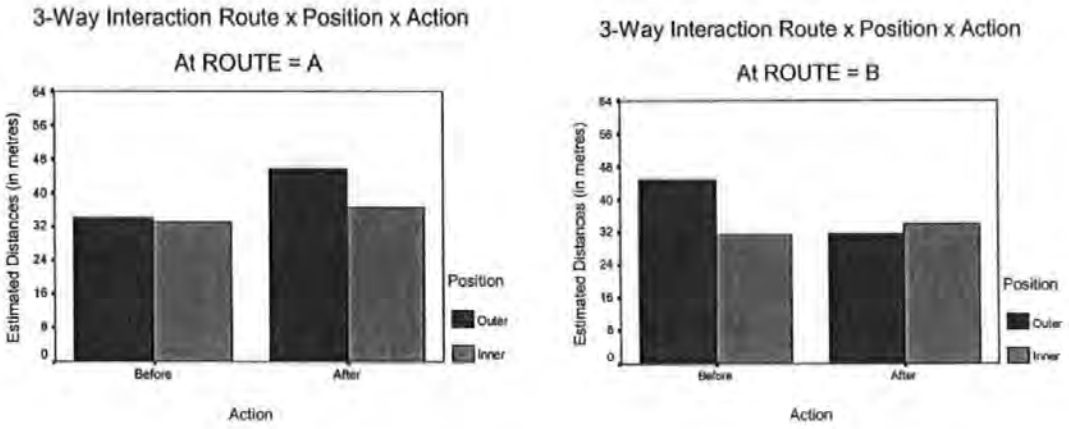 3-Way Interaction Route x Position x Action
At ROUTE = A
Estimated Distances (in metres)
64
56
48
40
32
24
16
8
0
Before
After
Action
Position
Outer
Inner
3-Way Interaction Route x Position x Action
At ROUTE = B
Estimated Distances (in metres)
64
56
48
40
32
24
16
8
0
Before
After
Action
Position
Outer
Inner